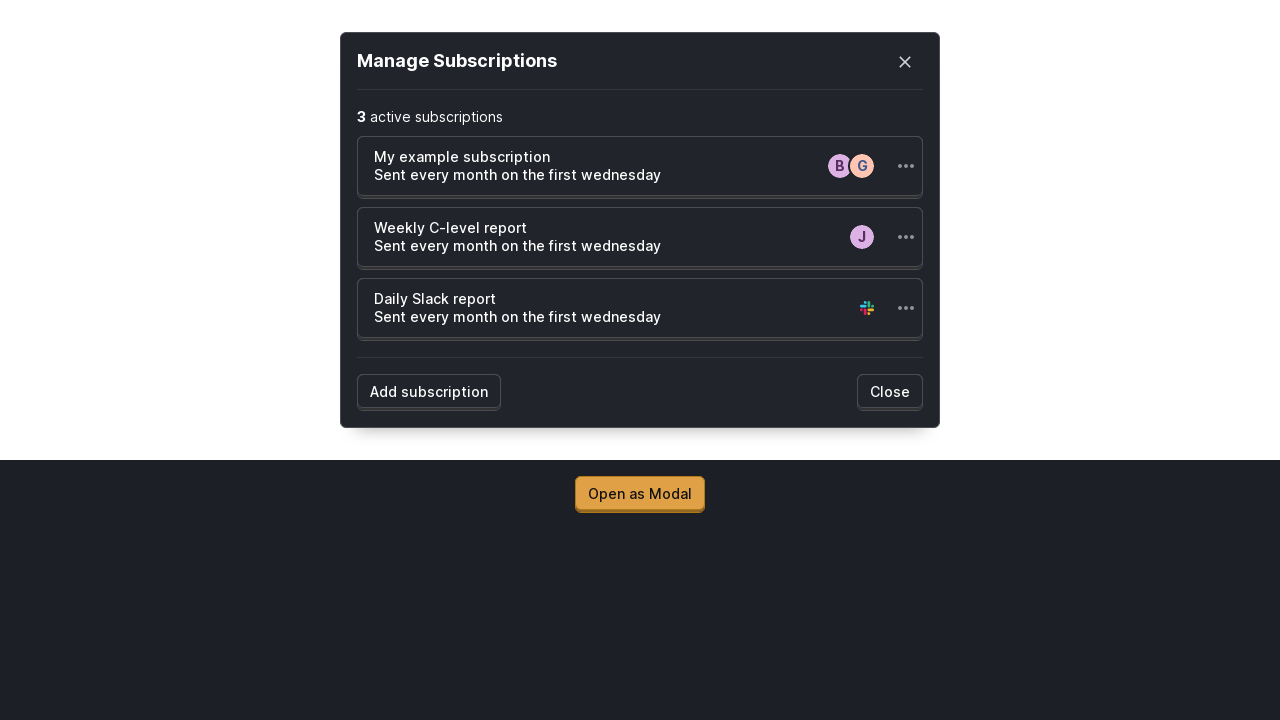 Manage Subscriptions
3 active subscriptions
My example subscription
Sent every month on the first wednesday
B G
Weekly C-level report
Sent every month on the first wednesday
J
Daily Slack report
Sent every month on the first wednesday
Add subscription
Close
Open as Modal